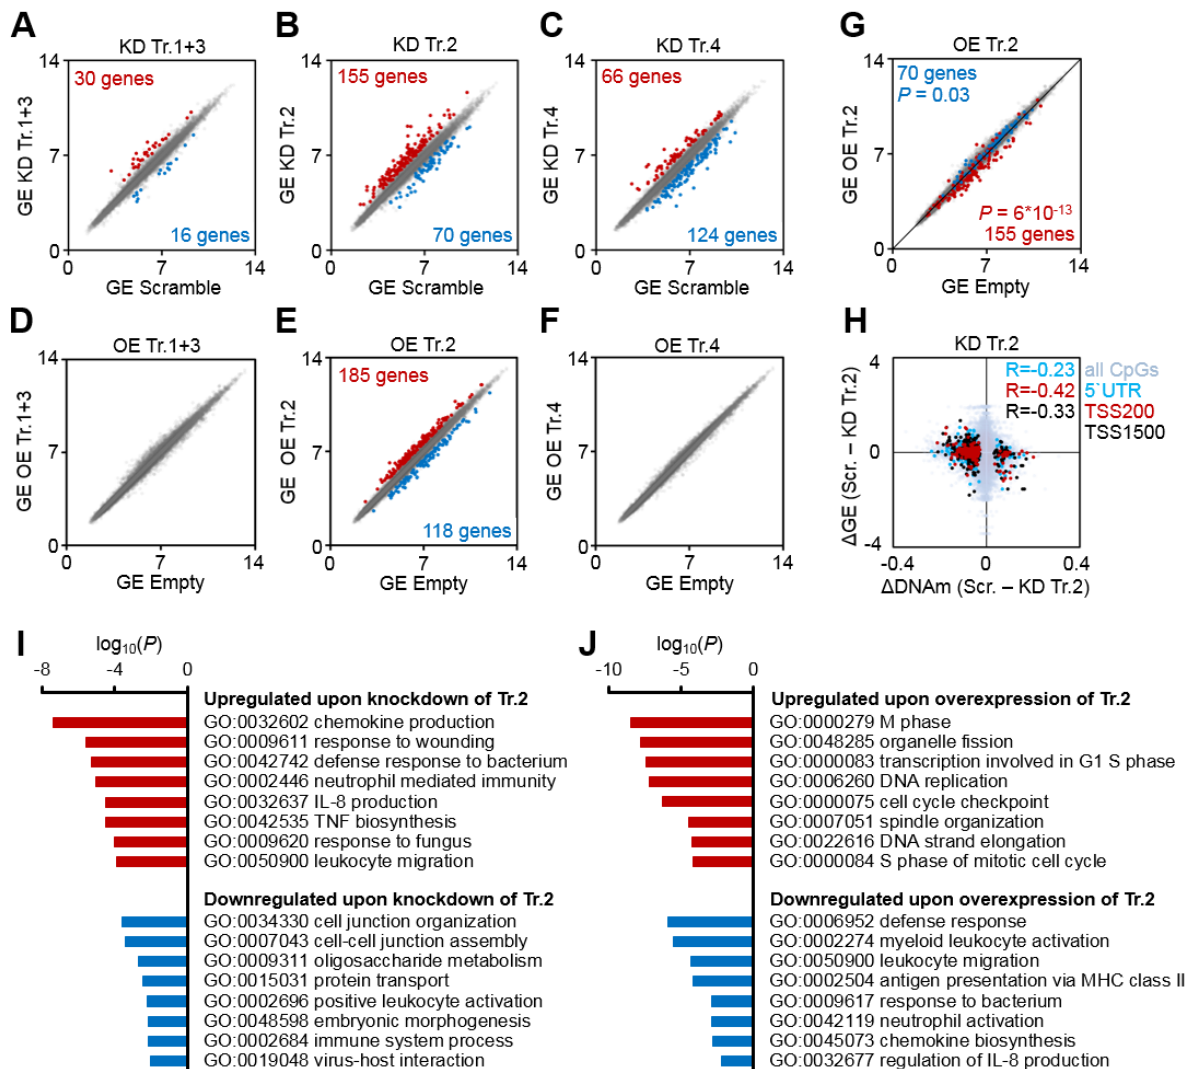 A
KD Tr.1+3
14
30 genes
GE KD Tr.1+3
7
16 genes
0
0
7
14
GE Scramble
B
KD Tr.2
14
155 genes
GE KD Tr.2
7
70 genes
0
0
7
14
GE Scramble
C
KD Tr.4
14
66 genes
GE KD Tr.4
7
124 genes
0
0
7
14
GE Scramble
G
OE Tr.2
14
70 genes
P = 0.03
GE OE Tr.2
7
P = 6*10-13
155 genes
0
0
7
14
GE Empty
D
OE Tr.1+3
14
GE OE Tr.1+3
7
0
0
7
14
GE Empty
E
OE Tr.2
14
185 genes
GE OE Tr.2
7
118 genes
0
0
7
14
GE Empty
F
OE Tr.4
14
GE OE Tr.4
7
0
0
7
14
GE Empty
H
KD Tr.2
4
R=-0.23 all CpGs
R=-0.42 5`UTR
R=-0.33 TSS200
TSS1500
ΔGE (Scr. – KD Tr.2)
0
-4
-0.4
0
0.4
ΔDNAm (Scr. – KD Tr.2)
I
log10(P)
-8
-4
0
Upregulated upon knockdown of Tr.2
GO:0032602 chemokine production
GO:0009611 response to wounding
GO:0042742 defense response to bacterium
GO:0002446 neutrophil mediated immunity
GO:0032637 IL-8 production
GO:0042535 TNF biosynthesis
GO:0009620 response to fungus
GO:0050900 leukocyte migration
Downregulated upon knockdown of Tr.2
GO:0034330 cell junction organization
GO:0007043 cell-cell junction assembly
GO:0009311 oligosaccharide metabolism
GO:0015031 protein transport
GO:0002696 positive leukocyte activation
GO:0048598 embryonic morphogenesis
GO:0002684 immune system process
GO:0019048 virus-host interaction
J
log10(P)
-10
-5
0
Upregulated upon overexpression of Tr.2
GO:0000279 M phase
GO:0048285 organelle fission
GO:0000083 transcription involved in G1 S phase
GO:0006260 DNA replication
GO:0000075 cell cycle checkpoint
GO:0007051 spindle organization
GO:0022616 DNA strand elongation
GO:0000084 S phase of mitotic cell cycle
Downregulated upon overexpression of Tr.2
GO:0006952 defense response
GO:0002274 myeloid leukocyte activation
GO:0050900 leukocyte migration
GO:0002504 antigen presentation via MHC class II
GO:0009617 response to bacterium
GO:0042119 neutrophil activation
GO:0045073 chemokine biosynthesis
GO:0032677 regulation of IL-8 production